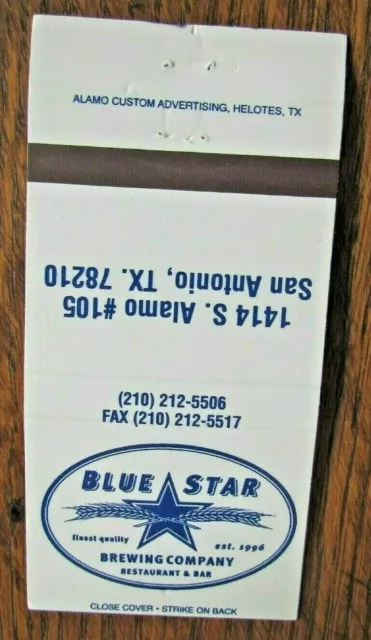 ALAMO CUSTOM ADVERTISING, HELOTES, TX
1414 S. Alamo #105
San Antonio, TX. 78210
(210) 212-5506
FAX (210) 212-5517
BLUE STAR
finest quality est. 1996
BREWING COMPANY
RESTAURANT & BAR
CLOSE COVER • STRIKE ON BACK